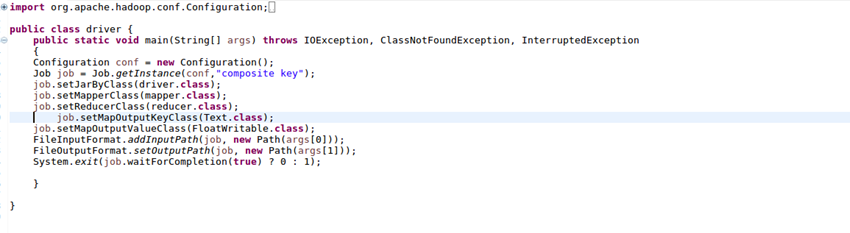 import org.apache.hadoop.conf.Configuration;
public class driver {
public static void main(String[] args) throws IOException, ClassNotFoundException, InterruptedException
{
Configuration conf = new Configuration();
Job job = Job.getInstance(conf,"composite key");
job.setJarByClass(driver.class);
job.setMapperClass(mapper.class);
job.setReducerClass(reducer.class);
job.setMapOutputKeyClass(Text.class);
job.setMapOutputValueClass(FloatWritable.class);
FileInputFormat.addInputPath(job, new Path(args[0]));
FileOutputFormat.setOutputPath(job, new Path(args[1]));
System.exit(job.waitForCompletion(true) ? 0 : 1);
}
}